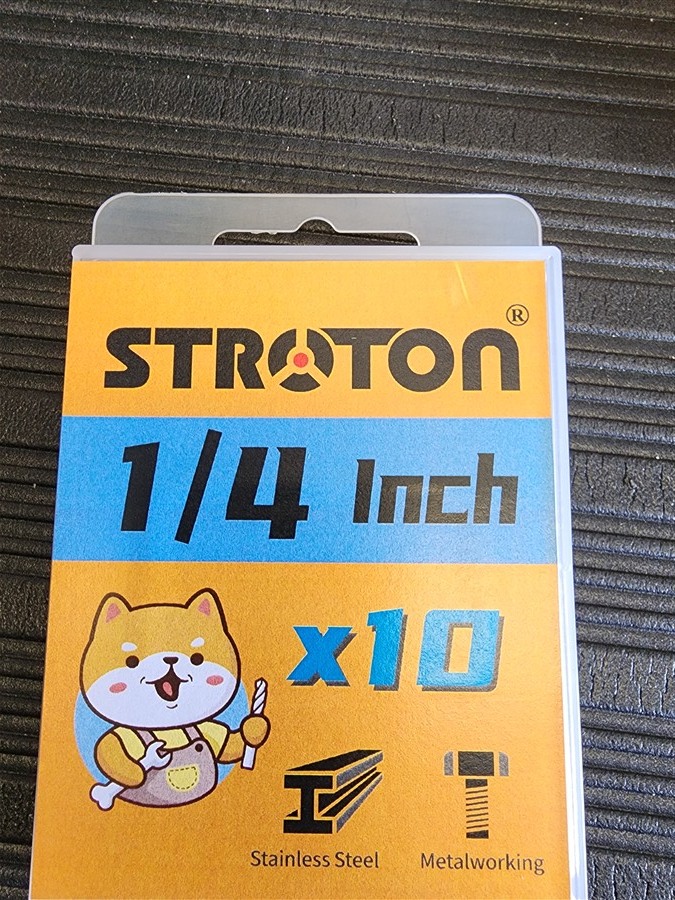 STROTON®
1/4 Inch
x10
Stainless Steel Metalworking